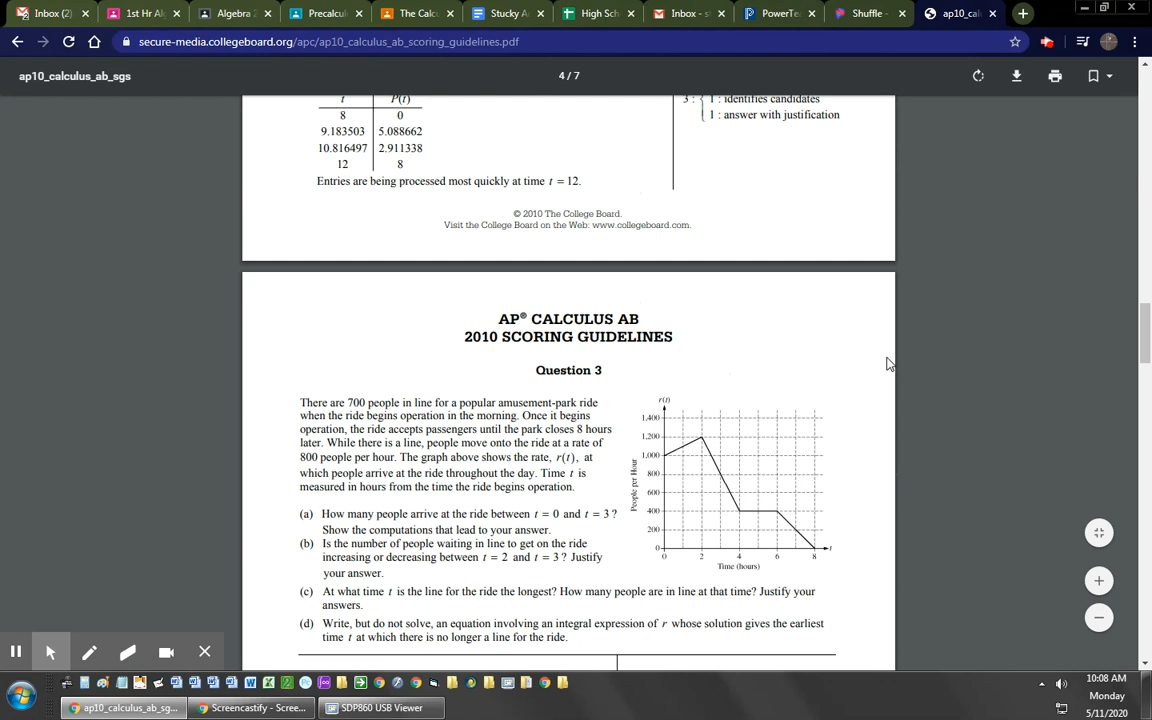 Inbox (2)
1st Hr Al
Algebra 2
Precalcul
The Calc
Stucky A
High Sch
Inbox - s
PowerTe
Shuffle -
ap10_cal
secure-media.collegeboard.org/apc/ap10_calculus_ab_scoring_guidelines.pdf
ap10_calculus_ab_sgs
4/7
t P(t)
8 0
9.183503 5.088662
10.816497 2.911338
12 8
3 : { 1 : identifies candidates
1 : answer with justification
Entries are being processed most quickly at time t = 12.
© 2010 The College Board.
Visit the College Board on the Web: www.collegeboard.com.
AP® CALCULUS AB
2010 SCORING GUIDELINES
Question 3
There are 700 people in line for a popular amusement-park ride
when the ride begins operation in the morning. Once it begins
operation, the ride accepts passengers until the park closes 8 hours
later. While there is a line, people move onto the ride at a rate of
800 people per hour. The graph above shows the rate, r(t), at
which people arrive at the ride throughout the day. Time t is
measured in hours from the time the ride begins operation.
r(t)
1,400
1,200
1,000
800
600
400
200
0
People per Hour
0 2 4 6 8 t
Time (hours)
(a) How many people arrive at the ride between t = 0 and t = 3 ?
Show the computations that lead to your answer.
(b) Is the number of people waiting in line to get on the ride
increasing or decreasing between t = 2 and t = 3 ? Justify
your answer.
(c) At what time t is the line for the ride the longest? How many people are in line at that time? Justify your
answers.
(d) Write, but do not solve, an equation involving an integral expression of r whose solution gives the earliest
time t at which there is no longer a line for the ride.
ap10_calculus_ab_sg...
Screencastify - Scree...
SDP860 USB Viewer
10:08 AM
Monday
5/11/2020